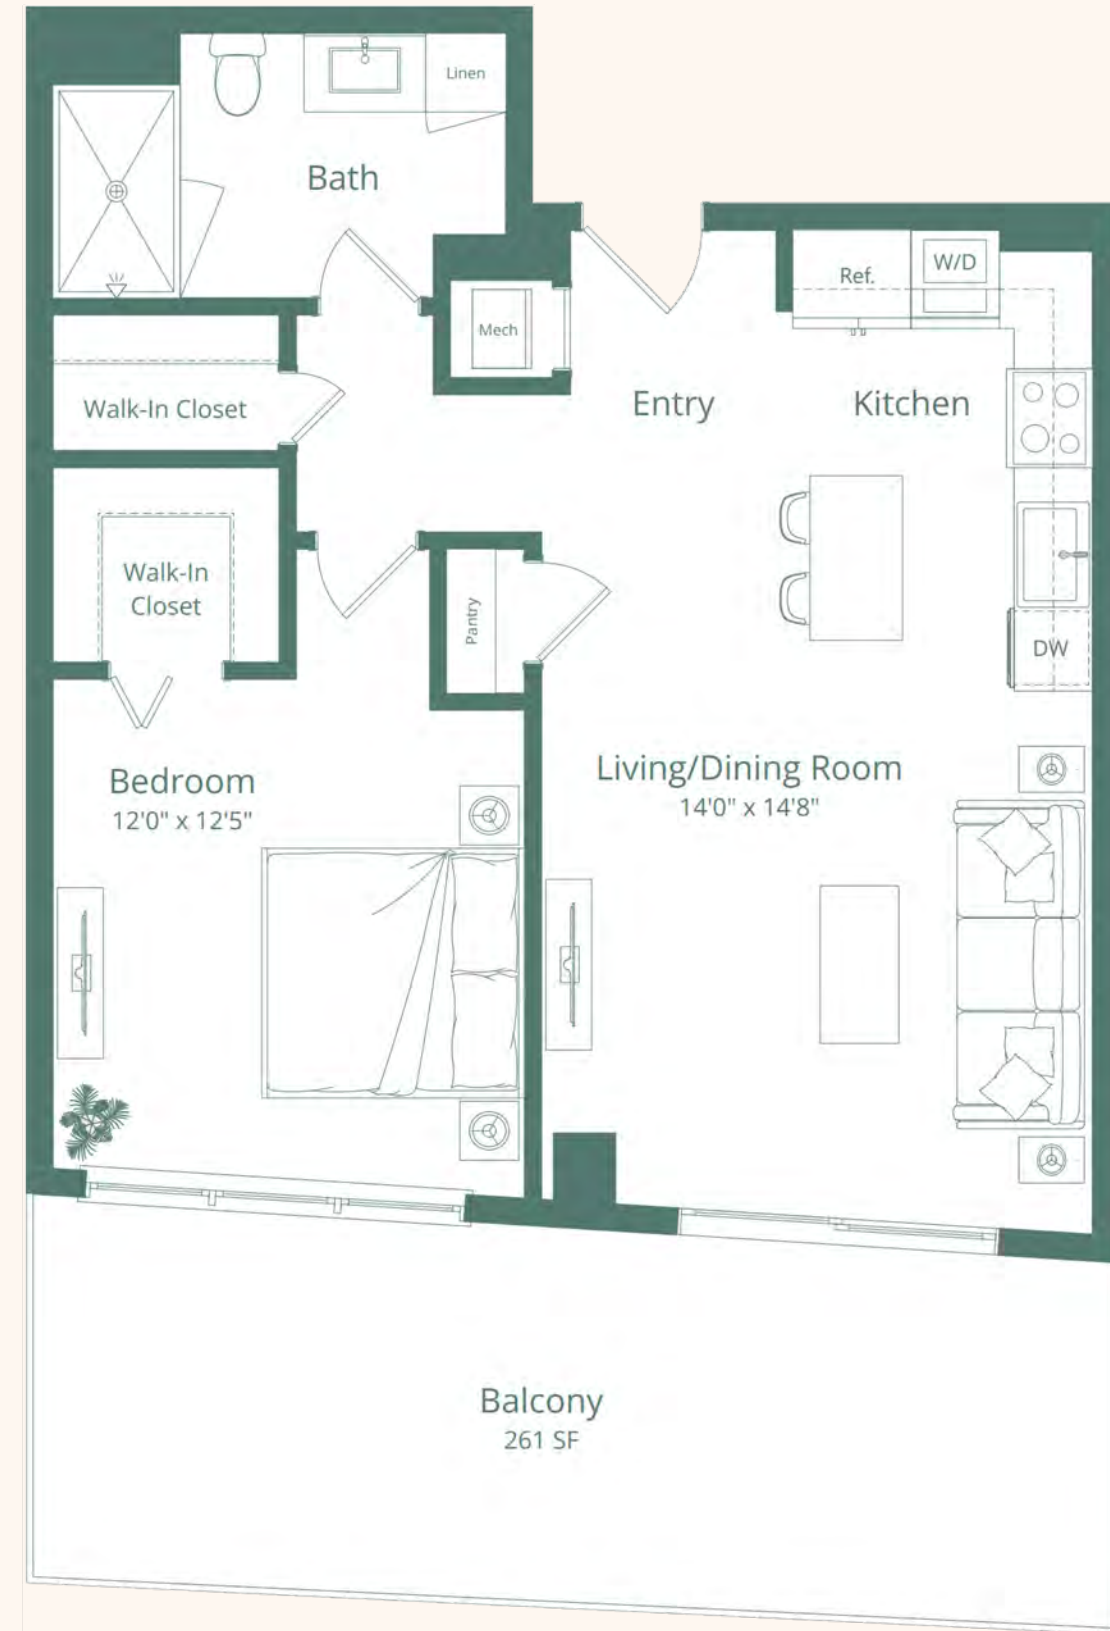 Linen
Bath
W/D
Ref.
Mech
Entry
Kitchen
Walk-In Closet
Walk-In
Closet
Pantry
DW
Living/Dining Room
14'0" x 14'8"
Bedroom
12'0" x 12'5"
Balcony
261 SF